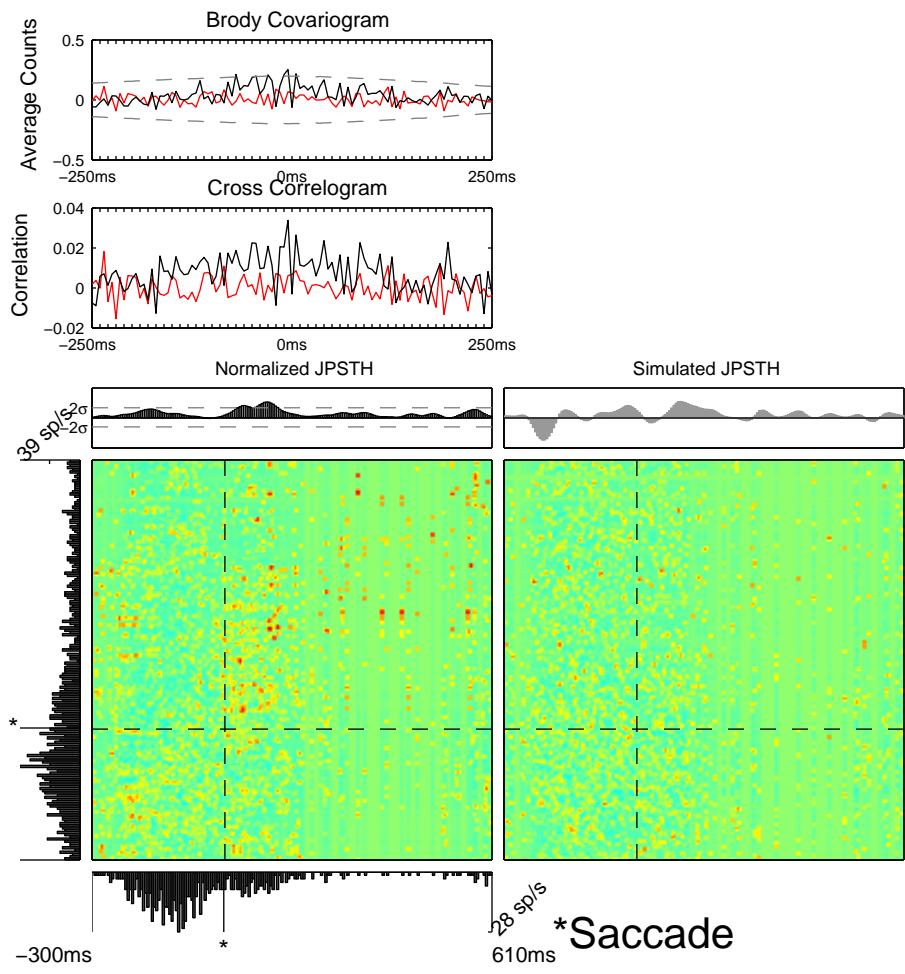 Brody Covariogram
0.5
0
−0.5
Average Counts
−250ms
0ms
250ms
Cross Correlogram
0.04
0.02
0
−0.02
Correlation
−250ms
0ms
250ms
Normalized JPSTH
Simulated JPSTH
2σ
−2σ
39 sp/s
*
*
28 sp/s
*Saccade
−300ms
610ms